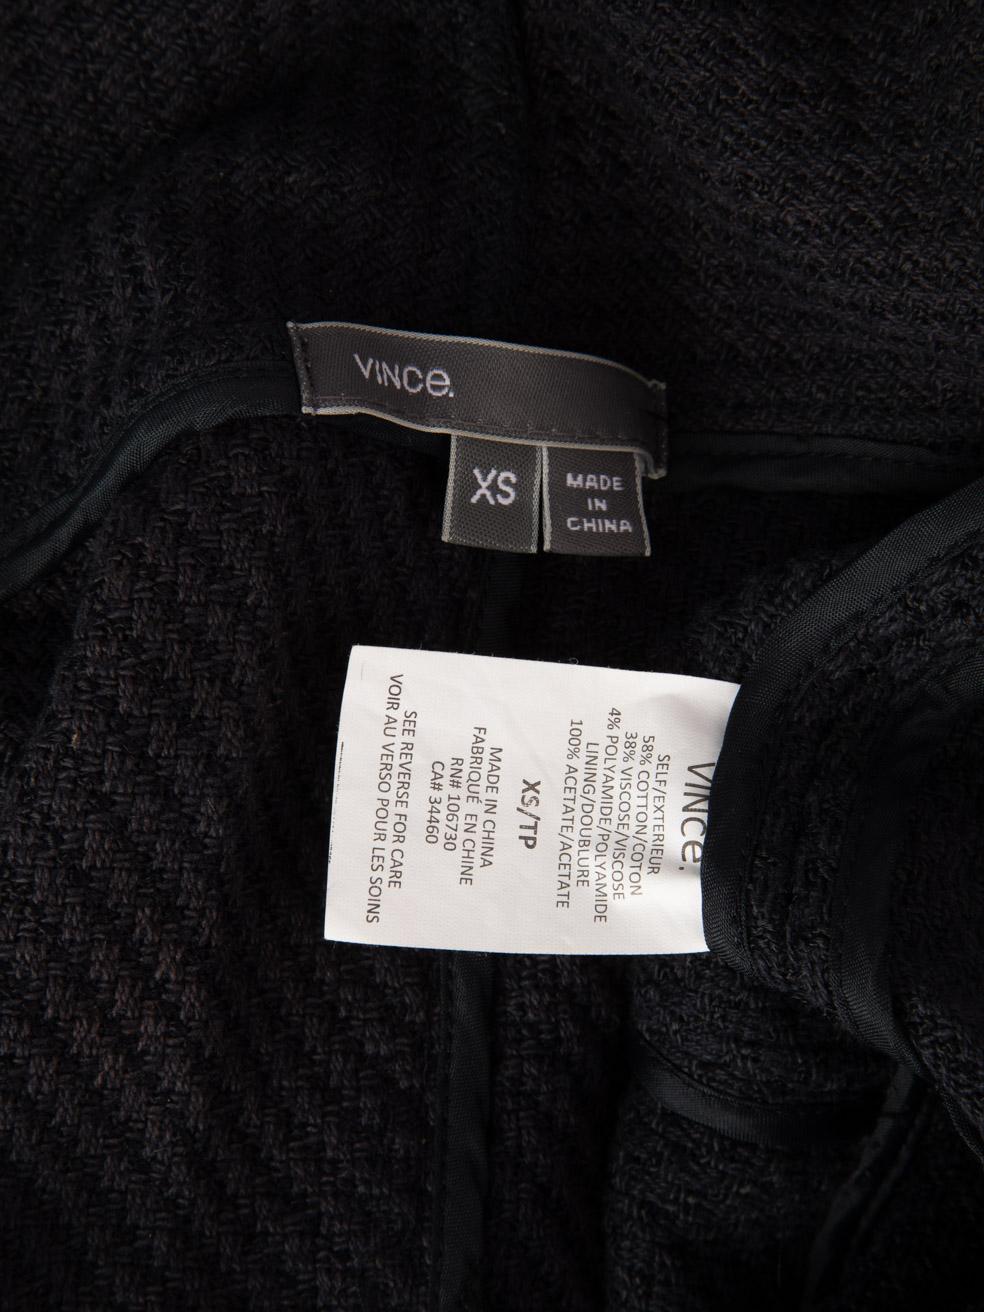 VINCE.
XS
MADE
IN
CHINA
VINCE.
SELF/EXTERIEUR
58% COTTON/COTON
38% VISCOSE/VISCOSE
4% POLYAMIDE/POLYAMIDE
LINING/DOUBLURE
100% ACETATE/ACETATE
XS/TP
MADE IN CHINA
FABRIQUÉ EN CHINE
RN# 106730
CA# 34460
SEE REVERSE FOR CARE
VOIR AU VERSO POUR LES SOINS